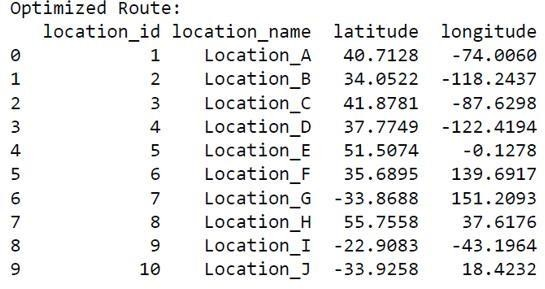 Optimized Route:
location_id location_name latitude longitude
0 1 Location_A 40.7128 -74.0060
1 2 Location_B 34.0522 -118.2437
2 3 Location_C 41.8781 -87.6298
3 4 Location_D 37.7749 -122.4194
4 5 Location_E 51.5074 -0.1278
5 6 Location_F 35.6895 139.6917
6 7 Location_G -33.8688 151.2093
7 8 Location_H 55.7558 37.6176
8 9 Location_I -22.9083 -43.1964
9 10 Location_J -33.9258 18.4232